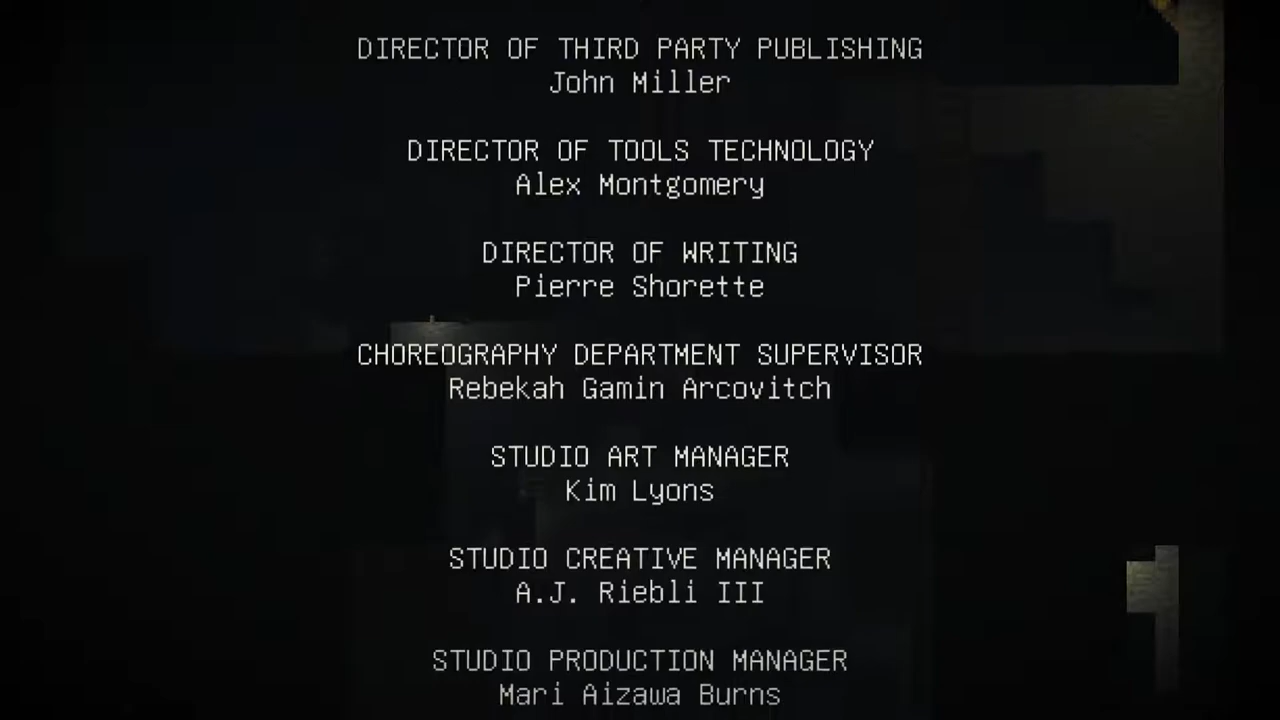 DIRECTOR OF THIRD PARTY PUBLISHING
John Miller
DIRECTOR OF TOOLS TECHNOLOGY
Alex Montgomery
DIRECTOR OF WRITING
Pierre Shorette
CHOREOGRAPHY DEPARTMENT SUPERVISOR
Rebekah Gamin Arcovitch
STUDIO ART MANAGER
Kim Lyons
STUDIO CREATIVE MANAGER
A.J. Riebli III
STUDIO PRODUCTION MANAGER
Mari Aizawa Burns